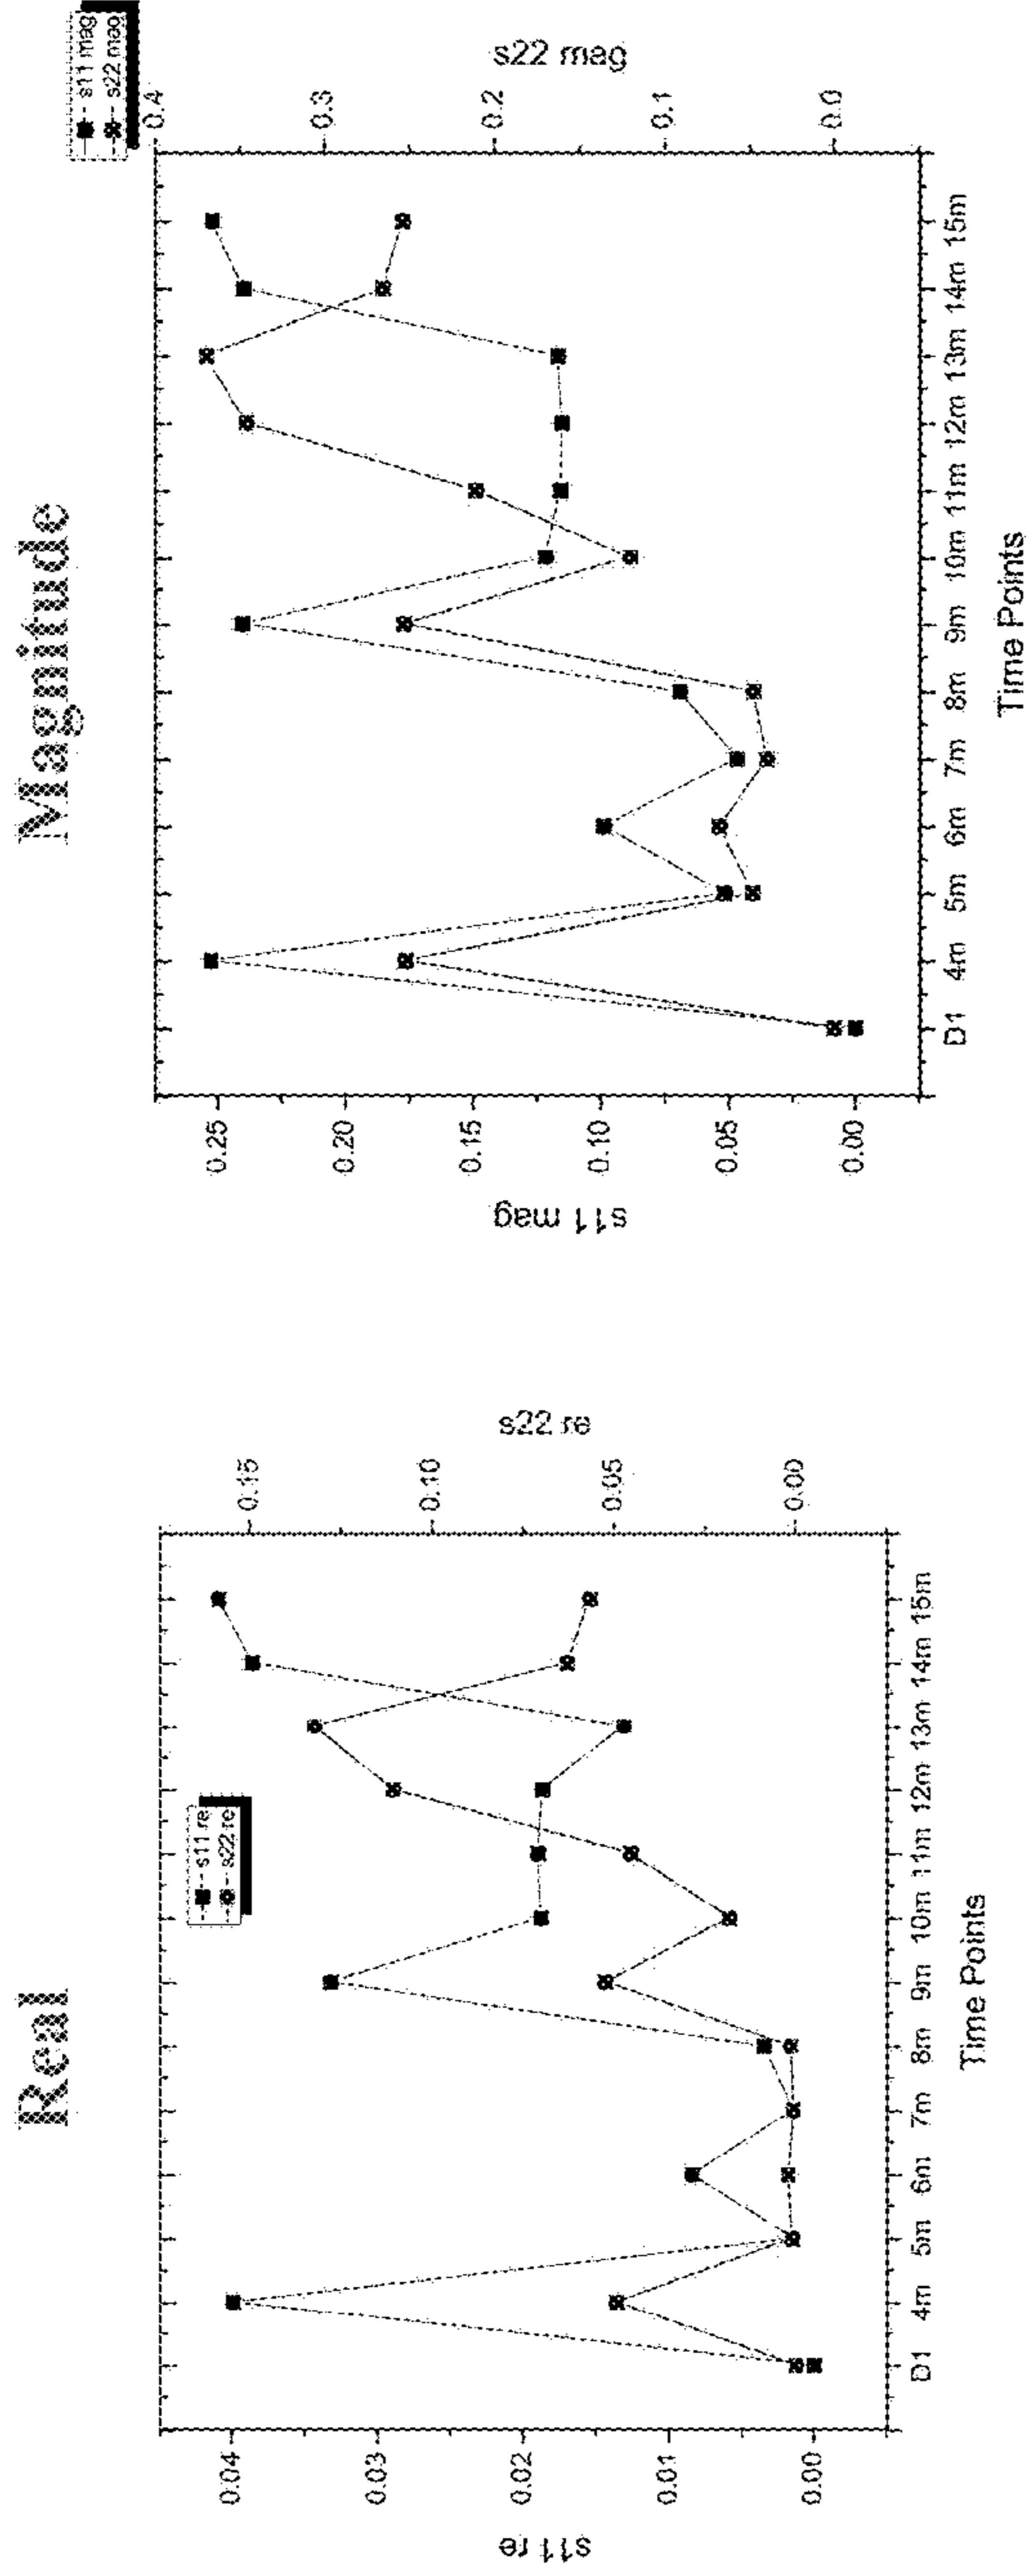 Real
s11 re
s22 re
0.04
0.03
0.02
0.01
0.00
s11 re
0.15
0.10
0.05
0.00
s22 re
D1 4m 5m 6m 7m 8m 9m 10m 11m 12m 13m 14m 15m
Time Points
Magnitude
s11 mag
s22 mag
0.25
0.20
0.15
0.10
0.05
0.00
s11 mag
0.4
0.3
0.2
0.1
0.0
s22 mag
D1 4m 5m 6m 7m 8m 9m 10m 11m 12m 13m 14m 15m
Time Points